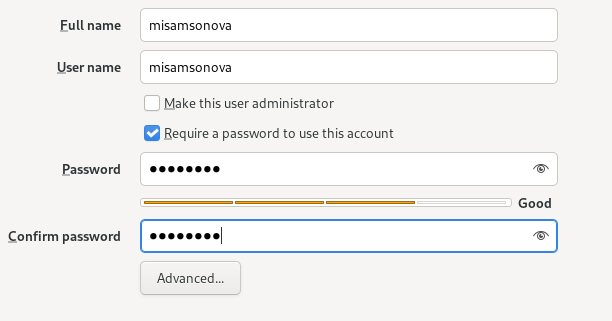 Full name misamsonova
User name misamsonova
Make this user administrator
Require a password to use this account
Password ●●●●●●●●
Good
Confirm password ●●●●●●●●
Advanced...